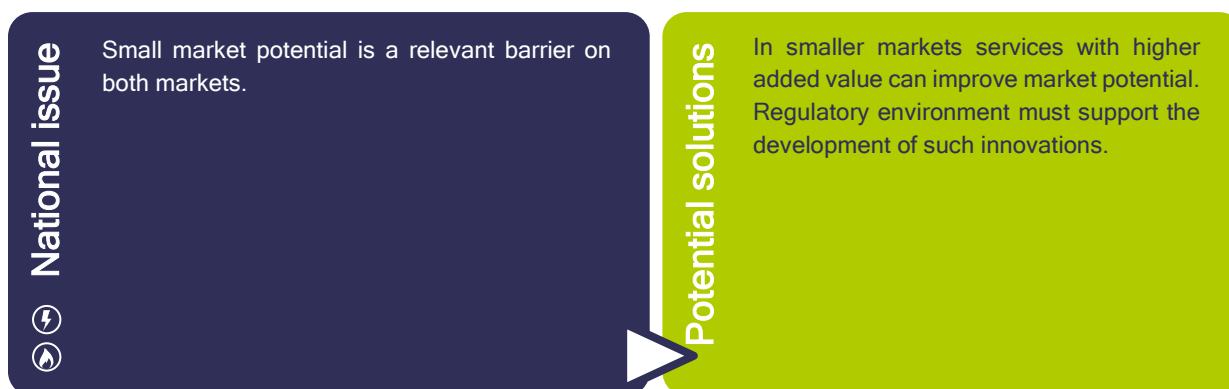 National issue
Small market potential is a relevant barrier on
both markets.
Potential solutions
In smaller markets services with higher
added value can improve market potential.
Regulatory environment must support the
development of such innovations.